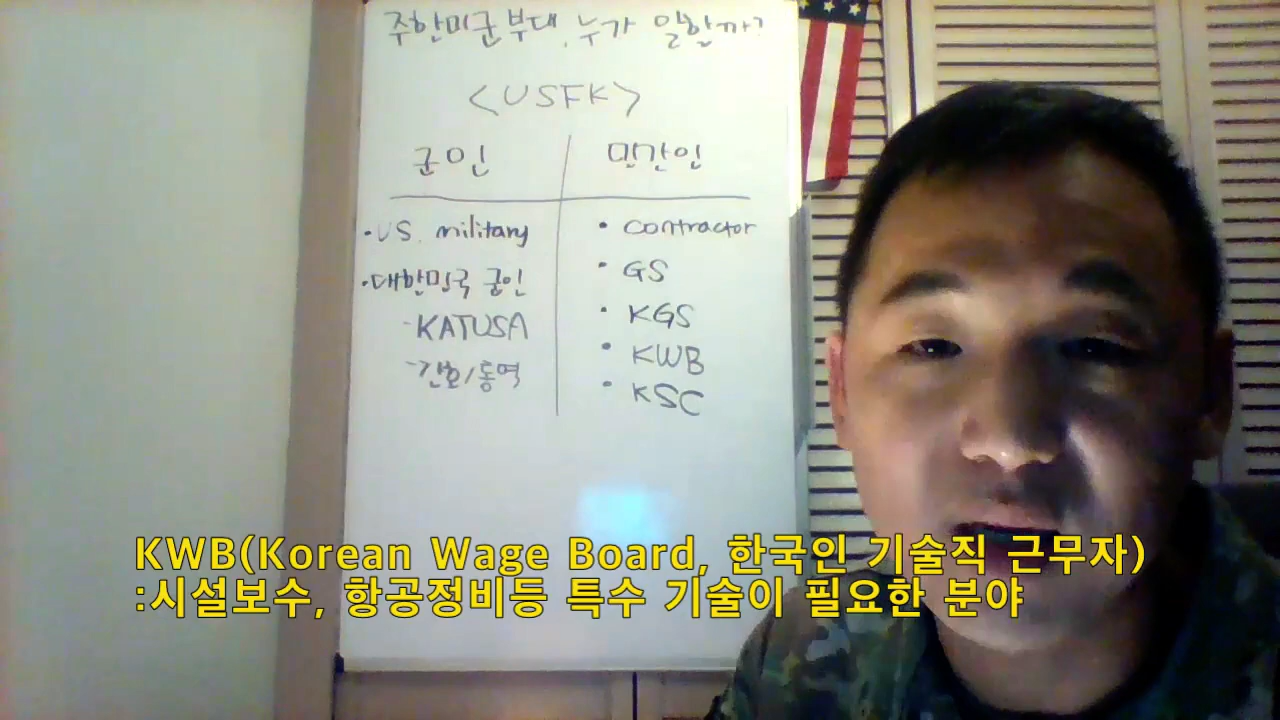 주한미군부대, 누가 일할까?
<USFK>
군인
민간인
• US. military
• 대한민국 군인
- KATUSA
- 간호/통역
• contractor
• GS
• KGS
• KWB
• KSC
KWB(Korean Wage Board, 한국인 기술직 근무자)
:시설보수, 항공정비등 특수 기술이 필요한 분야